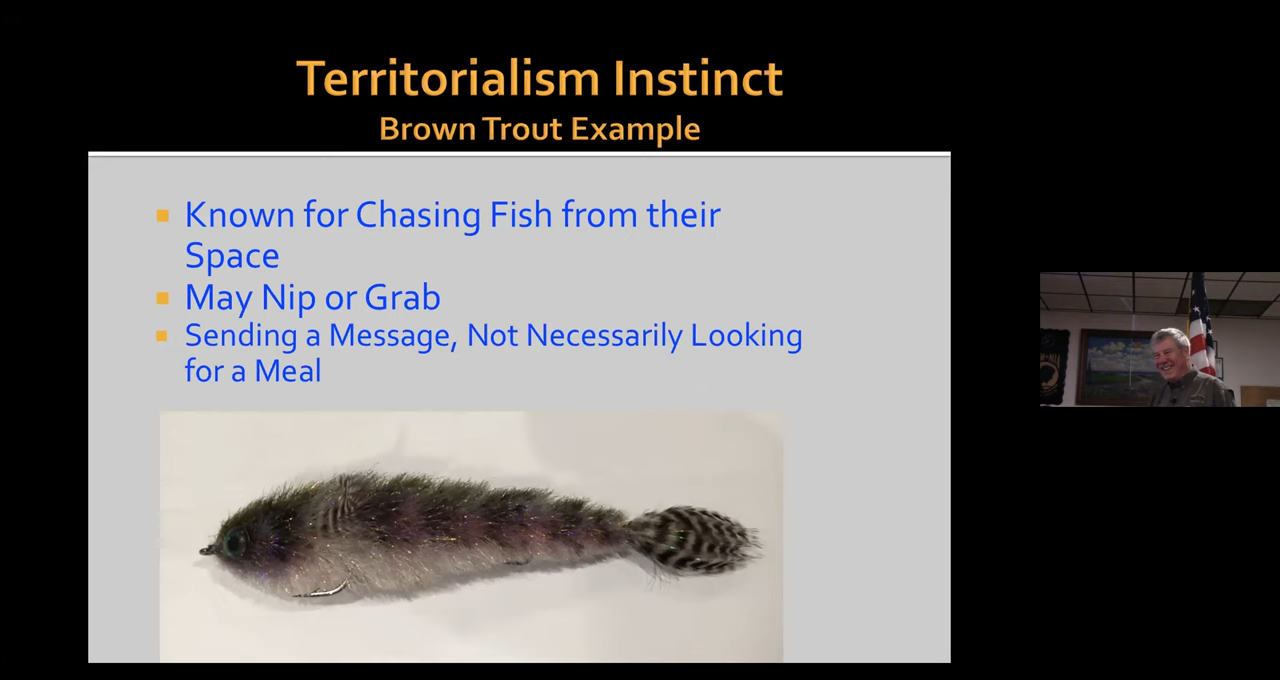 Territorialism Instinct
Brown Trout Example
Known for Chasing Fish from their
Space
May Nip or Grab
Sending a Message, Not Necessarily Looking
for a Meal